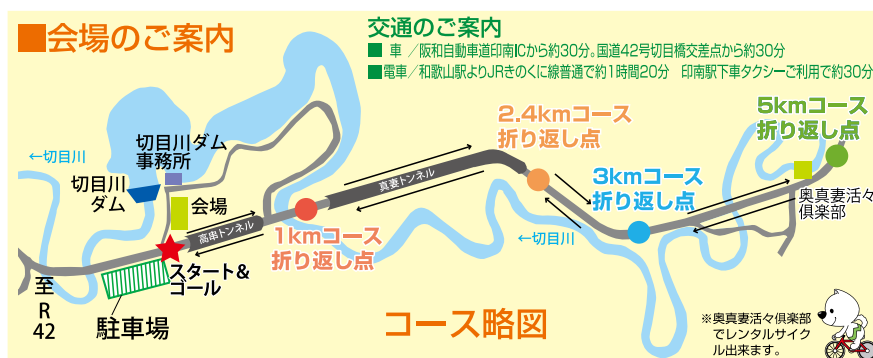 ■会場のご案内
交通のご案内
■ 車 ／阪和自動車道印南ICから約30分。国道42号切目橋交差点から約30分
■電車／和歌山駅よりJRきのくに線普通で約1時間20分 印南駅下車タクシーご利用で約30分
2.4kmコース
折り返し点
5kmコース
折り返し点
切目川ダム
事務所
←切目川
切目川
ダム
会場
真妻トンネル
3kmコース
折り返し点
奥真妻活々
倶楽部
高串トンネル
1kmコース
折り返し点
←切目川
スタート&
ゴール
至
R
42
駐車場
コース略図
※奥真妻活々倶楽部
でレンタルサイク
ル出来ます。